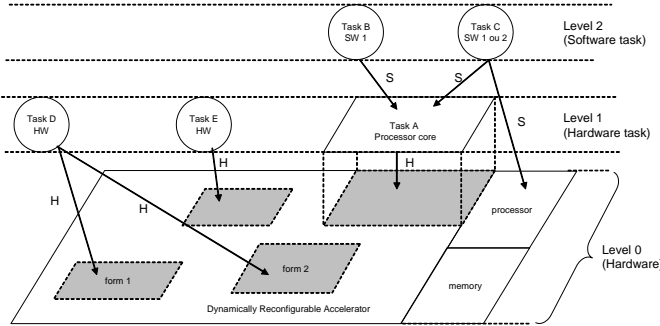 Task B
SW 1
Task C
SW 1 ou 2
Level 2
(Software task)
S
S
Task D
HW
Task E
HW
Task A
Processor core
S
Level 1
(Hardware task)
H
H
H
H
processor
form 1
form 2
memory
Level 0
(Hardware)
Dynamically Reconfigurable Accelerator